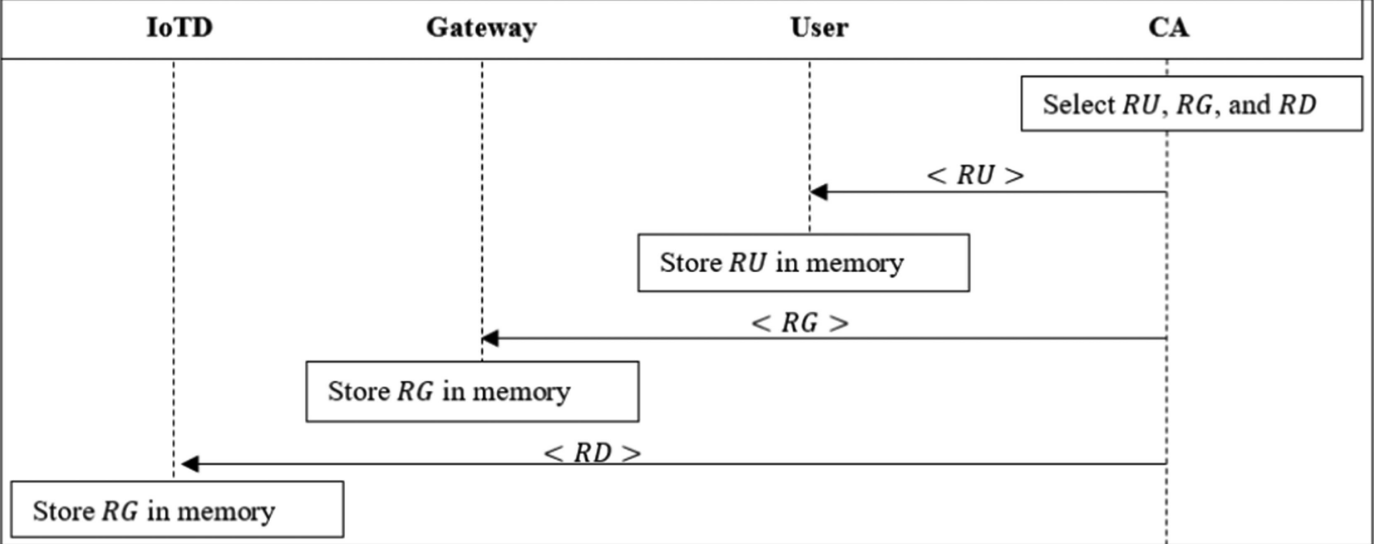 IoTD Gateway User CA
Select RU, RG, and RD
< RU >
Store RU in memory
< RG >
Store RG in memory
< RD >
Store RG in memory